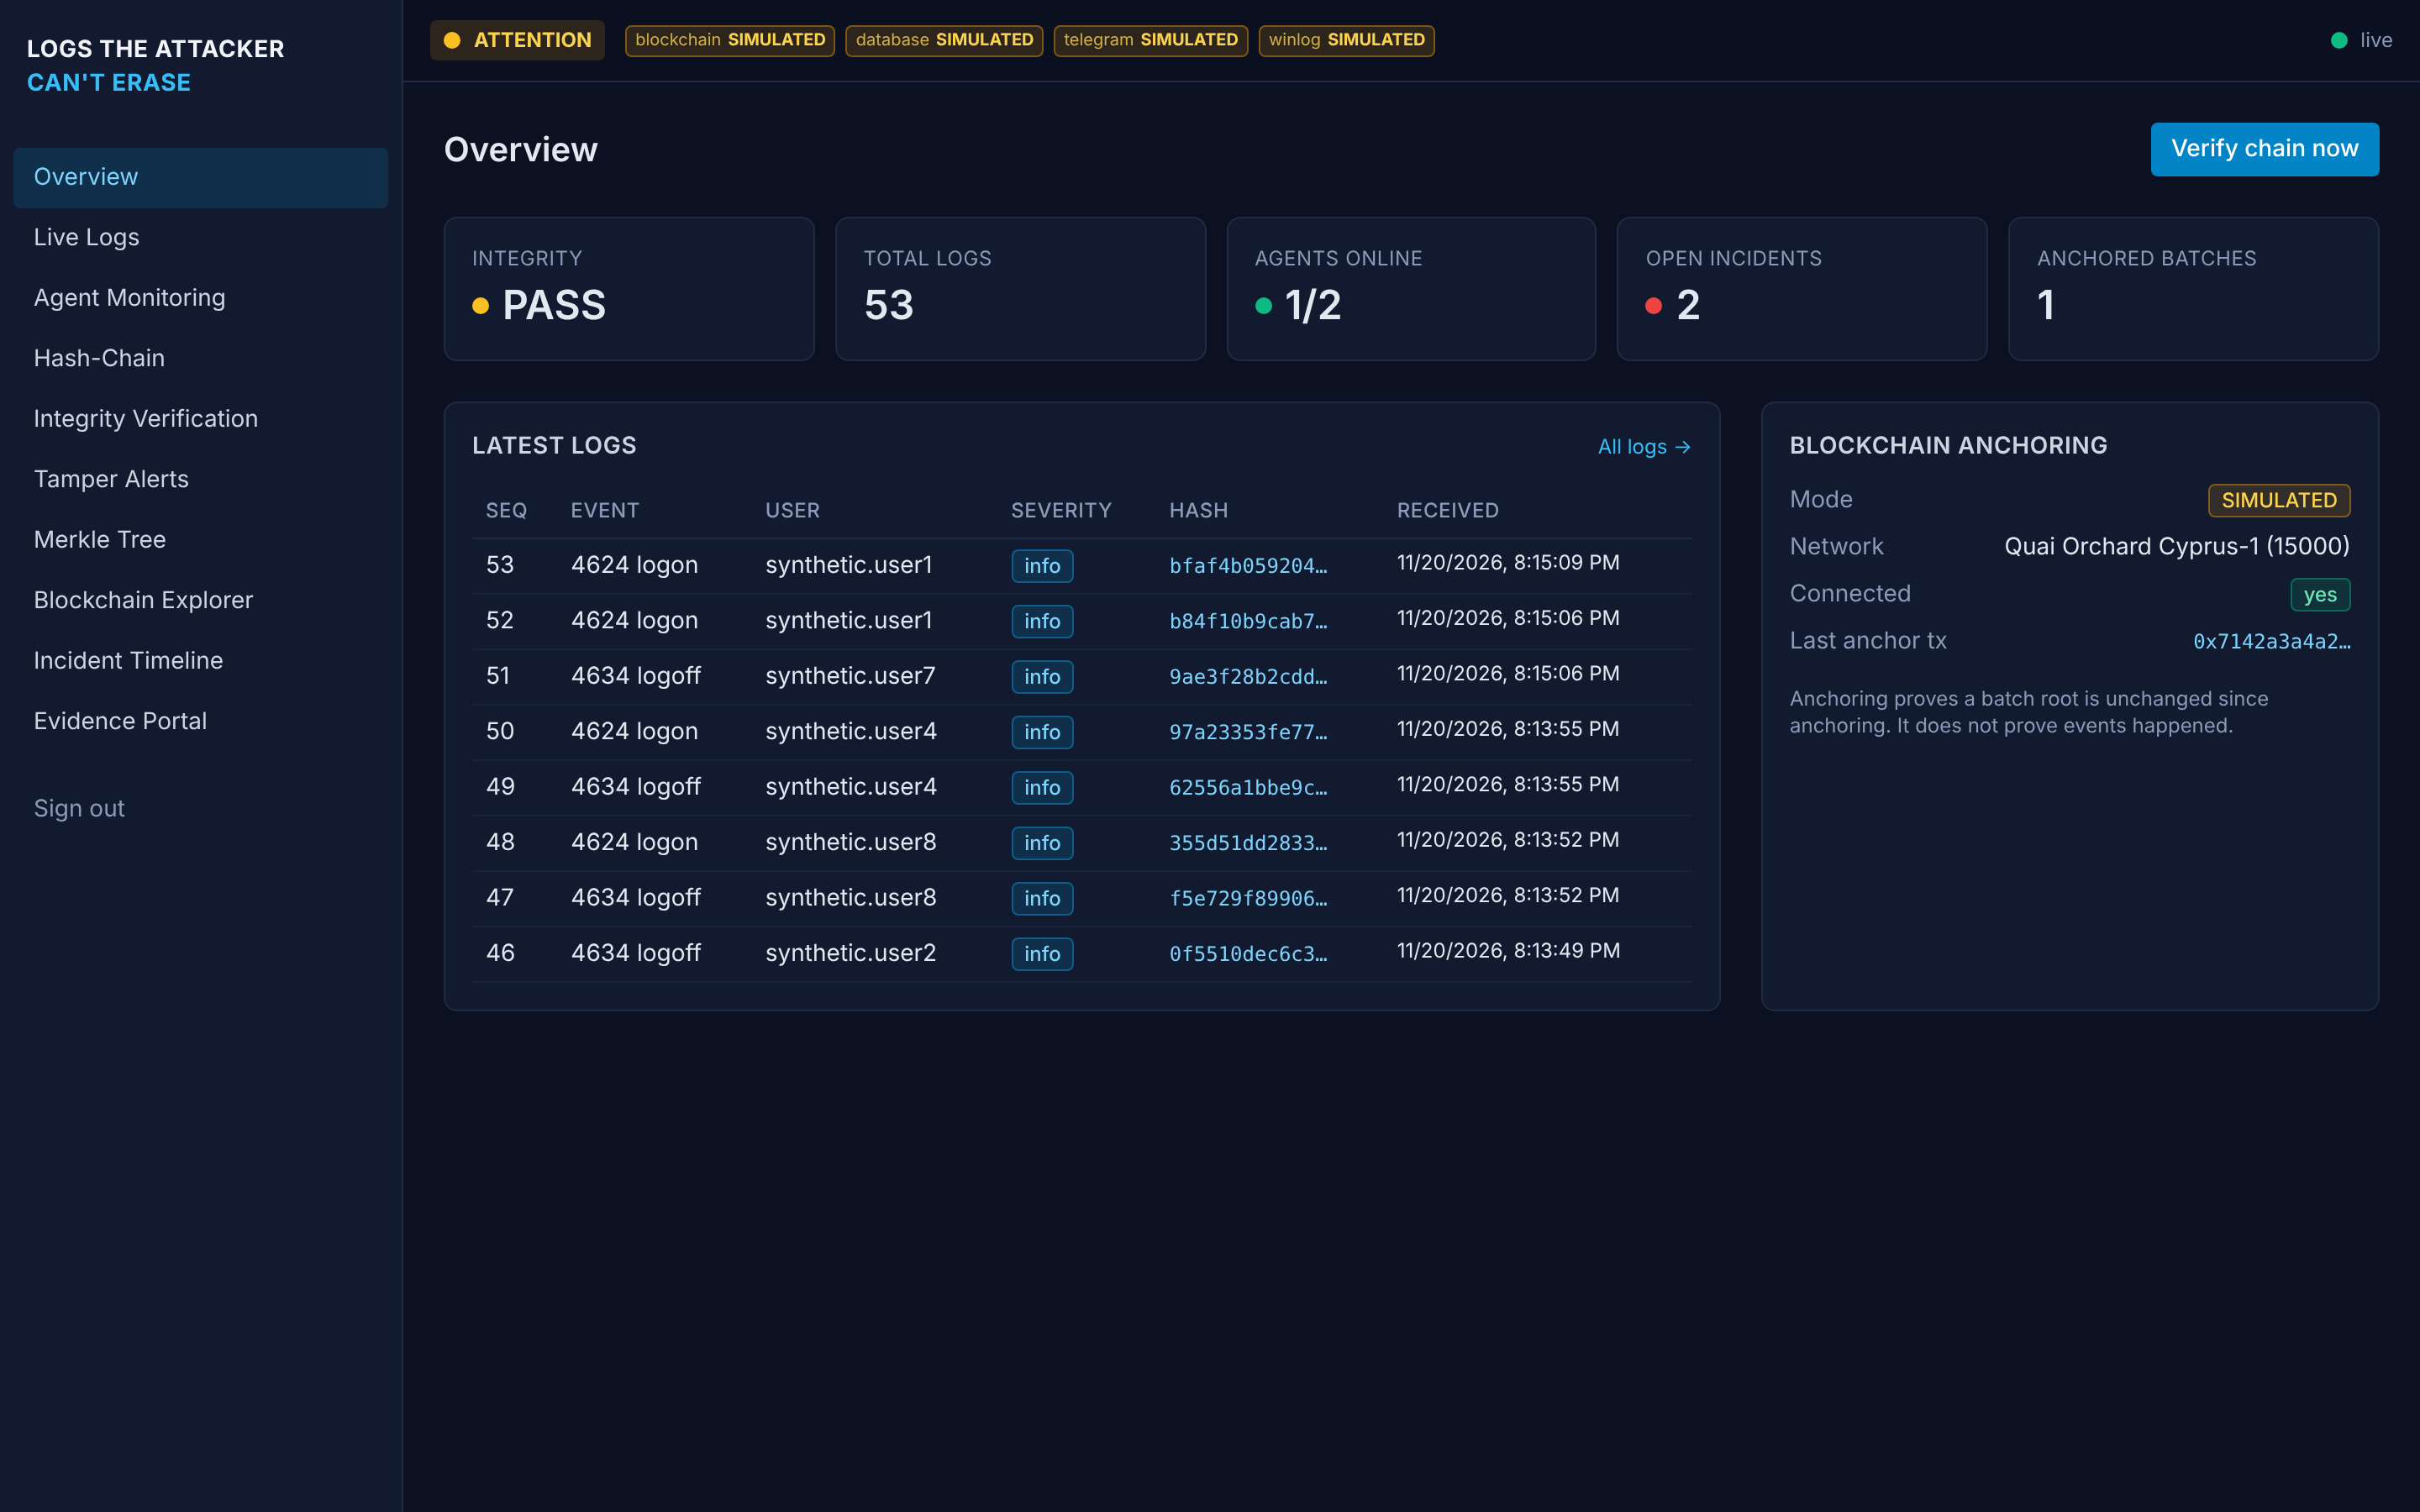 LOGS THE ATTACKER
CAN'T ERASE
Overview
Live Logs
Agent Monitoring
Hash-Chain
Integrity Verification
Tamper Alerts
Merkle Tree
Blockchain Explorer
Incident Timeline
Evidence Portal
Sign out
ATTENTION blockchain SIMULATED database SIMULATED telegram SIMULATED winlog SIMULATED live
Overview Verify chain now
INTEGRITY
PASS
TOTAL LOGS
53
AGENTS ONLINE
1/2
OPEN INCIDENTS
2
ANCHORED BATCHES
1
LATEST LOGS All logs →
SEQ EVENT USER SEVERITY HASH RECEIVED
53 4624 logon synthetic.user1 info bfaf4b059204… 11/20/2026, 8:15:09 PM
52 4624 logon synthetic.user1 info b84f10b9cab7… 11/20/2026, 8:15:06 PM
51 4634 logoff synthetic.user7 info 9ae3f28b2cdd… 11/20/2026, 8:15:06 PM
50 4624 logon synthetic.user4 info 97a23353fe77… 11/20/2026, 8:13:55 PM
49 4634 logoff synthetic.user4 info 62556a1bbe9c… 11/20/2026, 8:13:55 PM
48 4624 logon synthetic.user8 info 355d51dd2833… 11/20/2026, 8:13:52 PM
47 4634 logoff synthetic.user8 info f5e729f89906… 11/20/2026, 8:13:52 PM
46 4634 logoff synthetic.user2 info 0f5510dec6c3… 11/20/2026, 8:13:49 PM
BLOCKCHAIN ANCHORING
Mode SIMULATED
Network Quai Orchard Cyprus-1 (15000)
Connected yes
Last anchor tx 0x7142a3a4a2…
Anchoring proves a batch root is unchanged since
anchoring. It does not prove events happened.